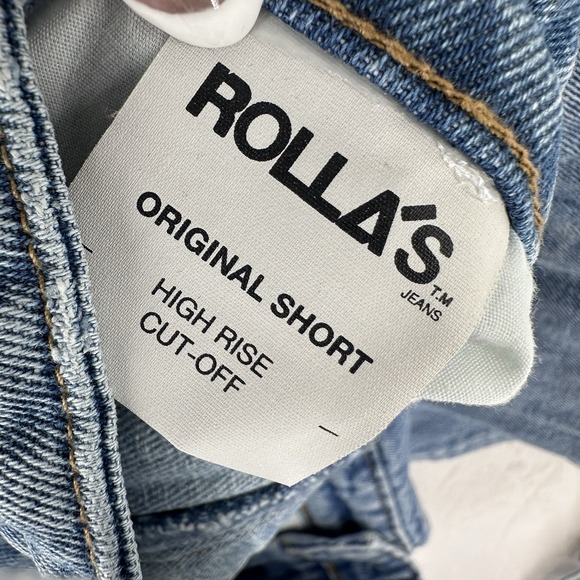 ROLLA'S T.M
JEANS
ORIGINAL SHORT
HIGH RISE
CUT-OFF